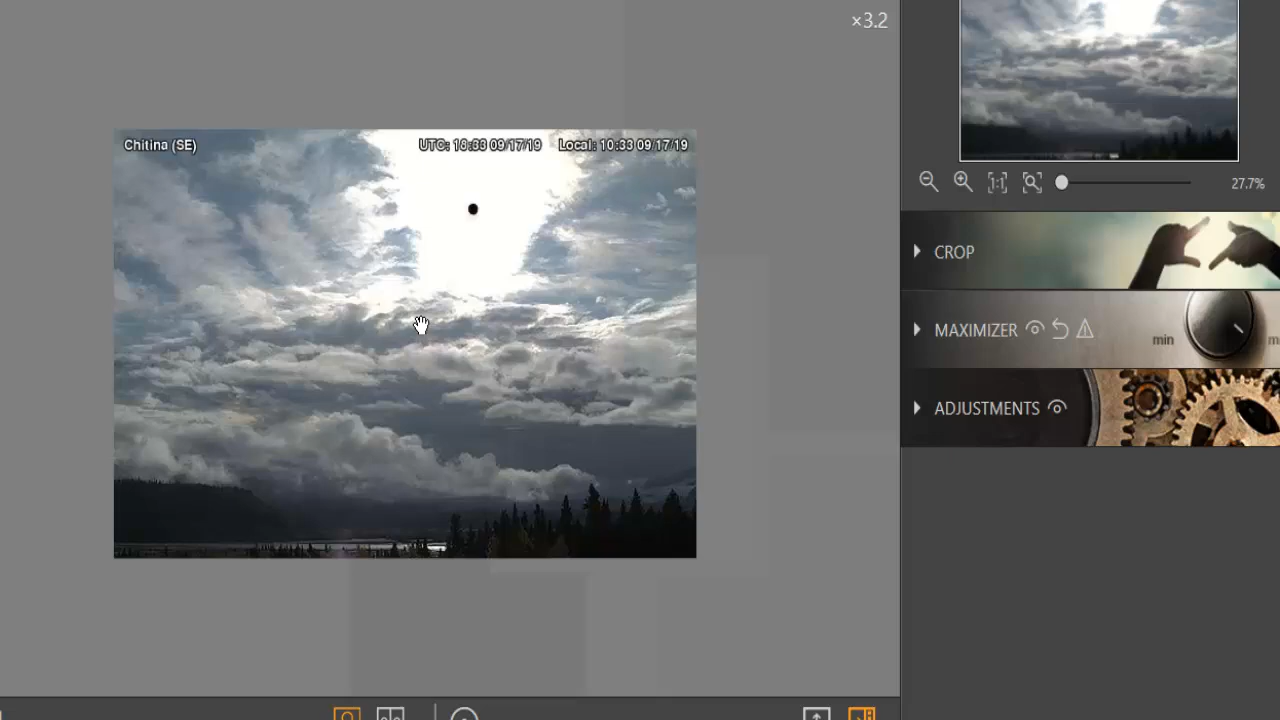 ×3.2
Chitina (SE) UTC: 18:33 09/17/19 Local: 10:33 09/17/19
27.7%
CROP
MAXIMIZER
min
ADJUSTMENTS